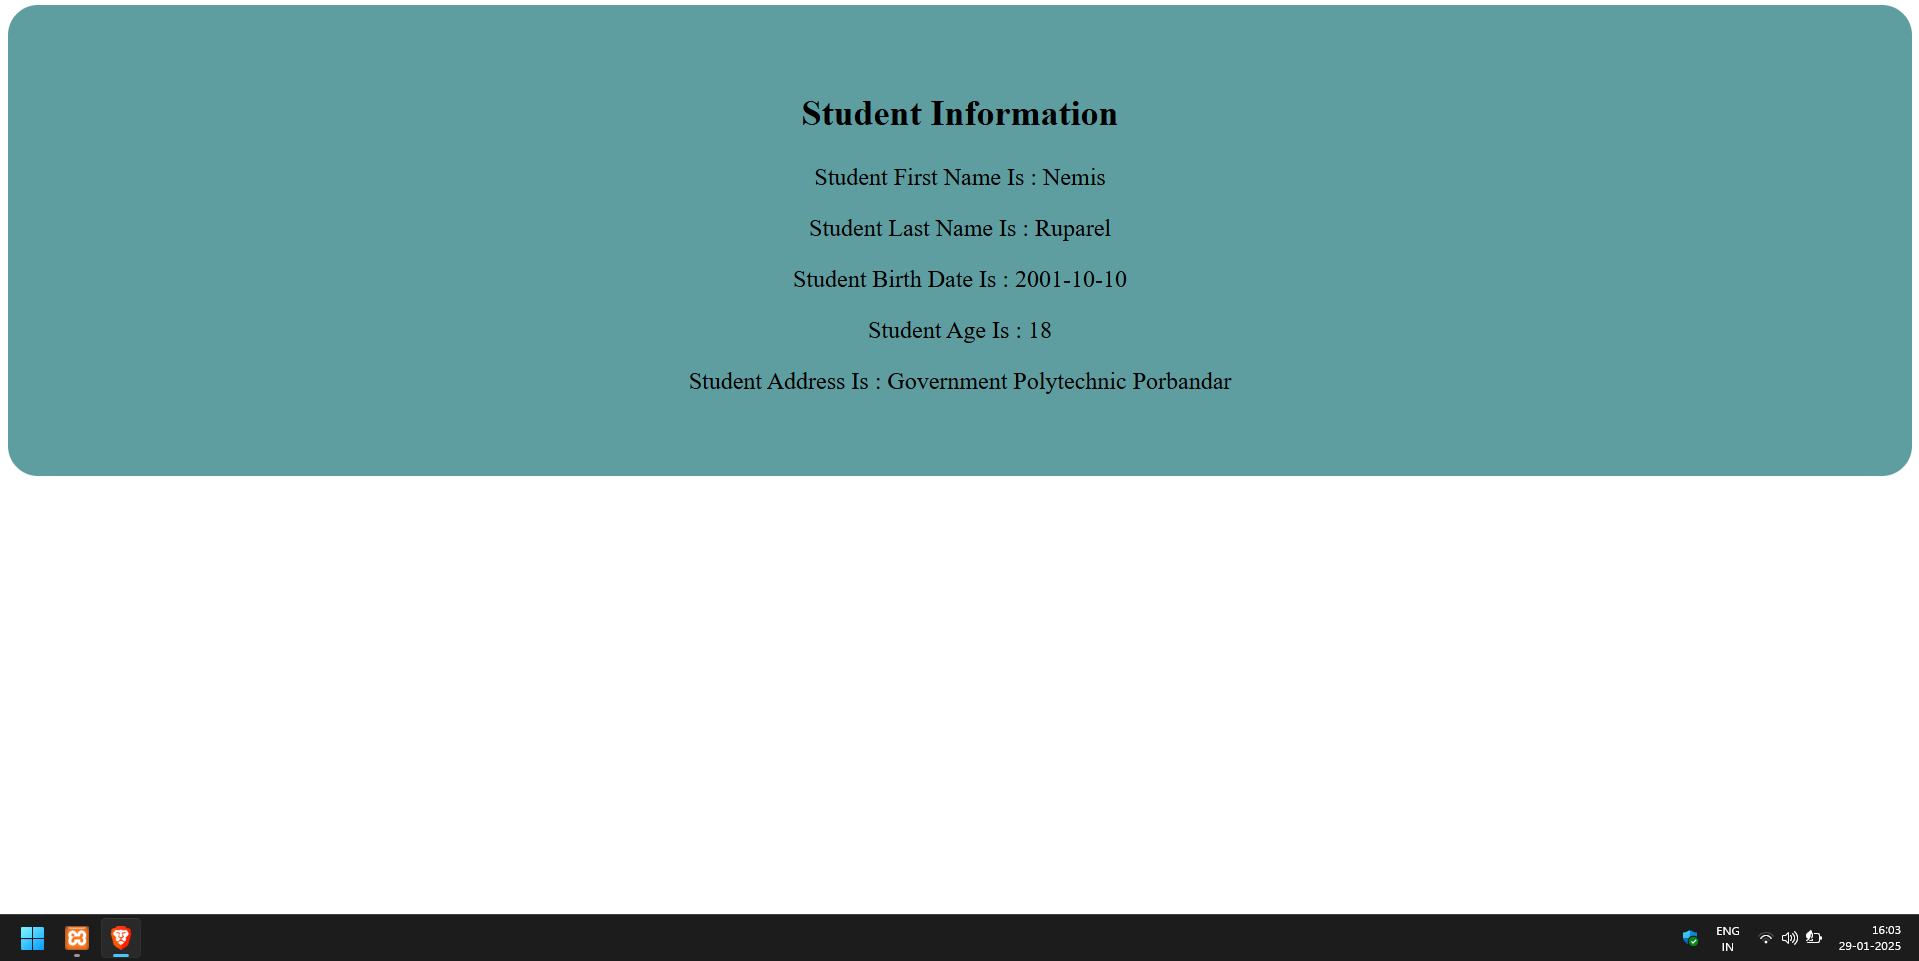 Student Information
Student First Name Is : Nemis
Student Last Name Is : Ruparel
Student Birth Date Is : 2001-10-10
Student Age Is : 18
Student Address Is : Government Polytechnic Porbandar
ENG
IN
16:03
29-01-2025